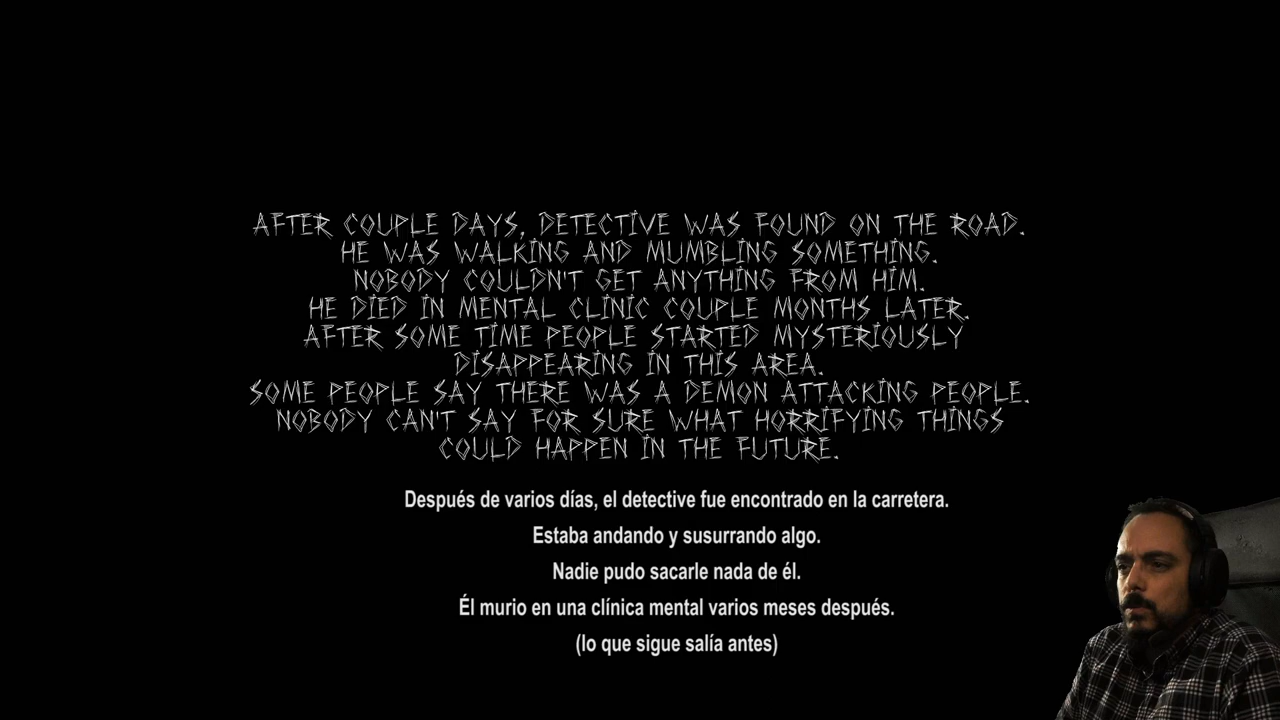 AFTER COUPLE DAYS, DETECTIVE WAS FOUND ON THE ROAD.
HE WAS WALKING AND MUMBLING SOMETHING.
NOBODY COULDN'T GET ANYTHING FROM HIM.
HE DIED IN MENTAL CLINIC COUPLE MONTHS LATER.
AFTER SOME TIME PEOPLE STARTED MYSTERIOUSLY
DISAPPEARING IN THIS AREA.
SOME PEOPLE SAY THERE WAS A DEMON ATTACKING PEOPLE.
NOBODY CAN'T SAY FOR SURE WHAT HORRIFYING THINGS
COULD HAPPEN IN THE FUTURE.
Después de varios días, el detective fue encontrado en la carretera.
Estaba andando y susurrando algo.
Nadie pudo sacarle nada de él.
Él murio en una clínica mental varios meses después.
(lo que sigue salía antes)